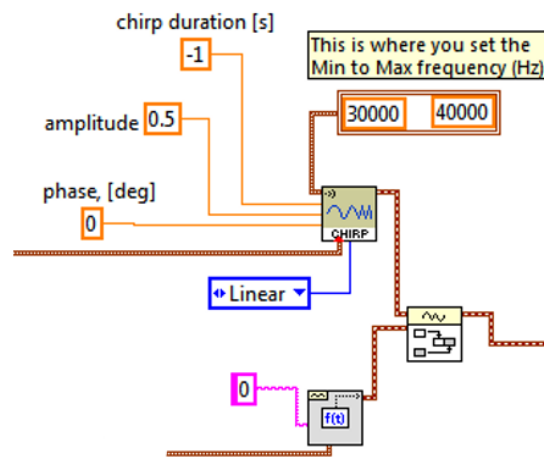 chirp duration [s]
-1
This is where you set the
Min to Max frequency (Hz)
amplitude 0.5
30000 40000
phase, [deg]
0
CHIRP
Linear
0
f(t)